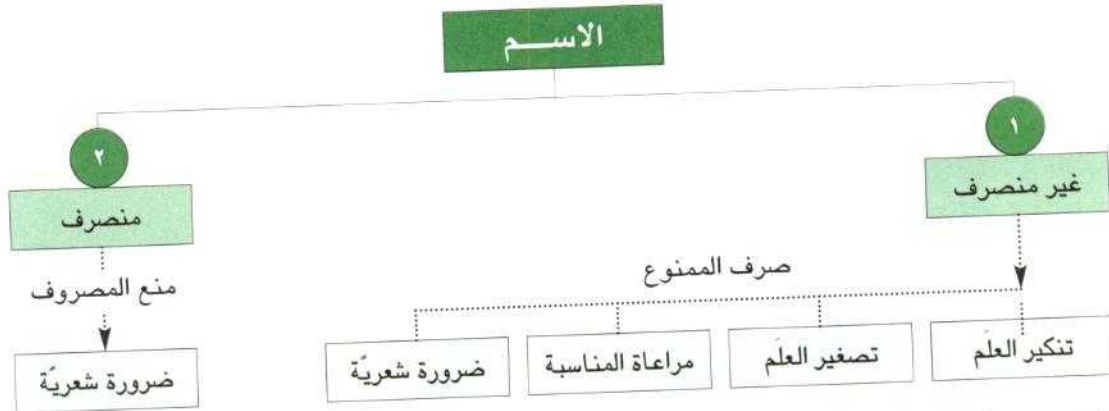 الاسم
١
غير منصرف
صرف الممنوع
تنكير العلَم
تصغير العلَم
مراعاة المناسبة
ضرورة شعريّة
٢
منصرف
منع المصروف
ضرورة شعريّة